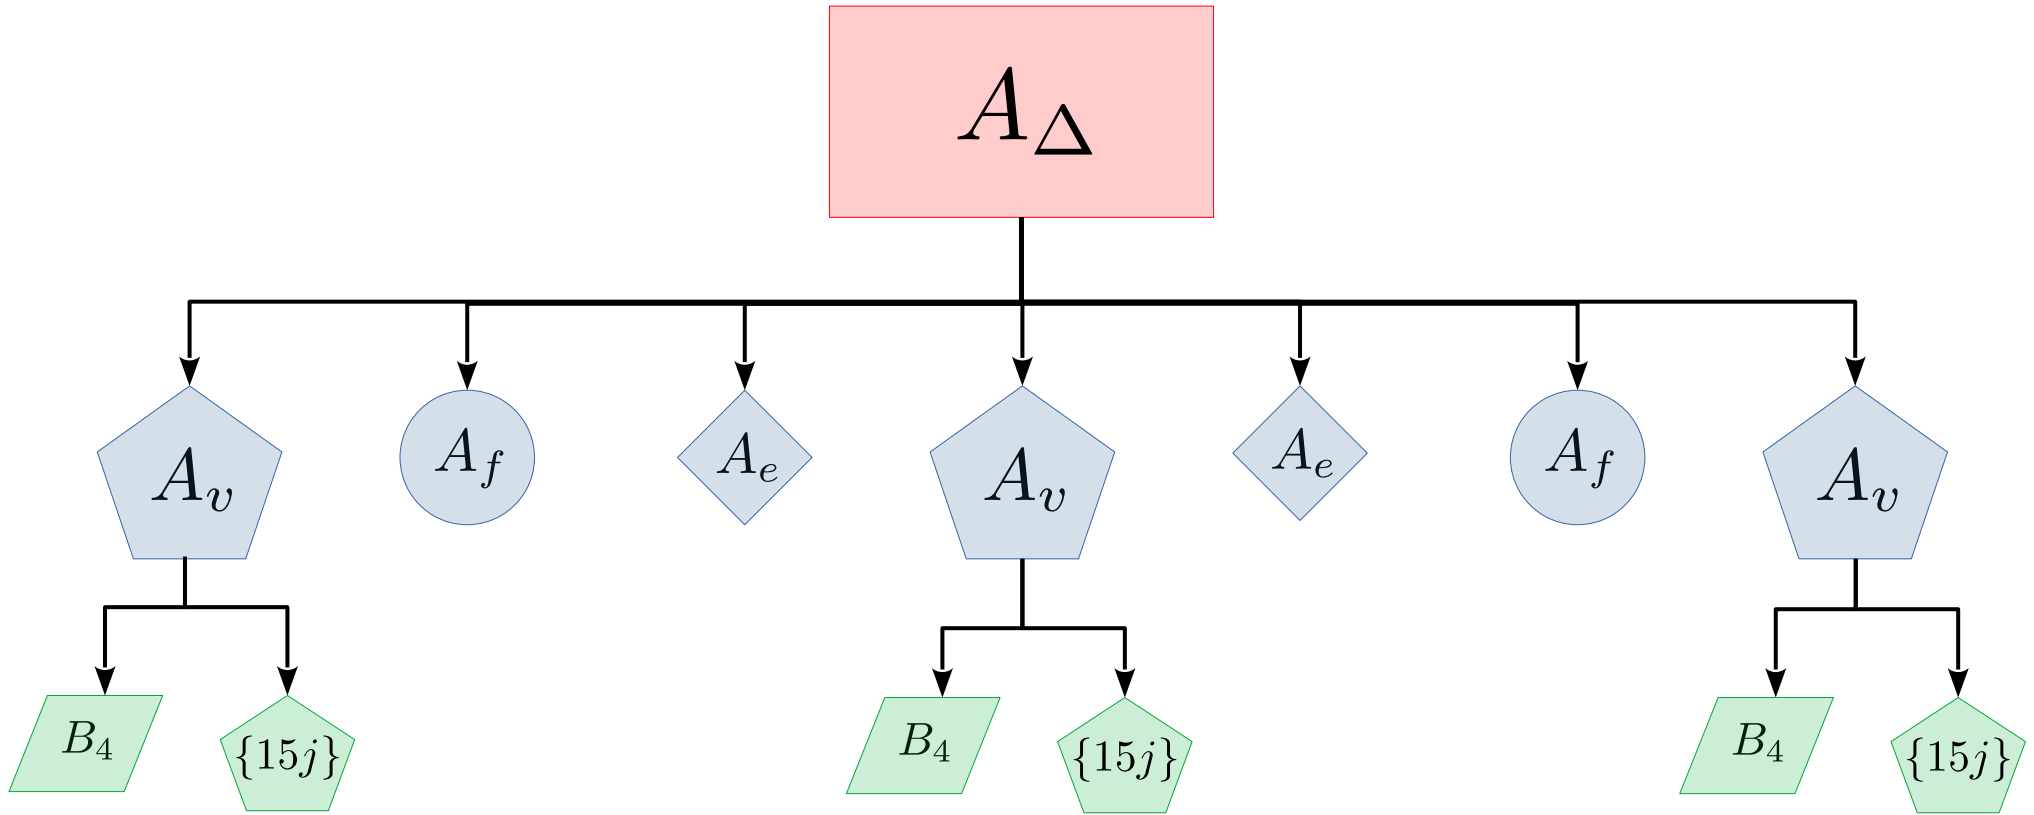 A_Δ
A_v A_f A_e A_v A_e A_f A_v
B_4 {15j} B_4 {15j} B_4 {15j}